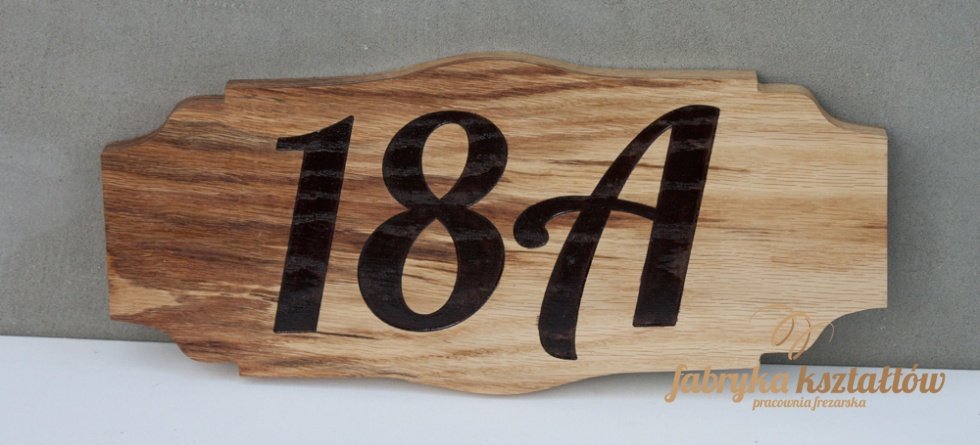 18A
fabryka kształtów
pracownia frezarska